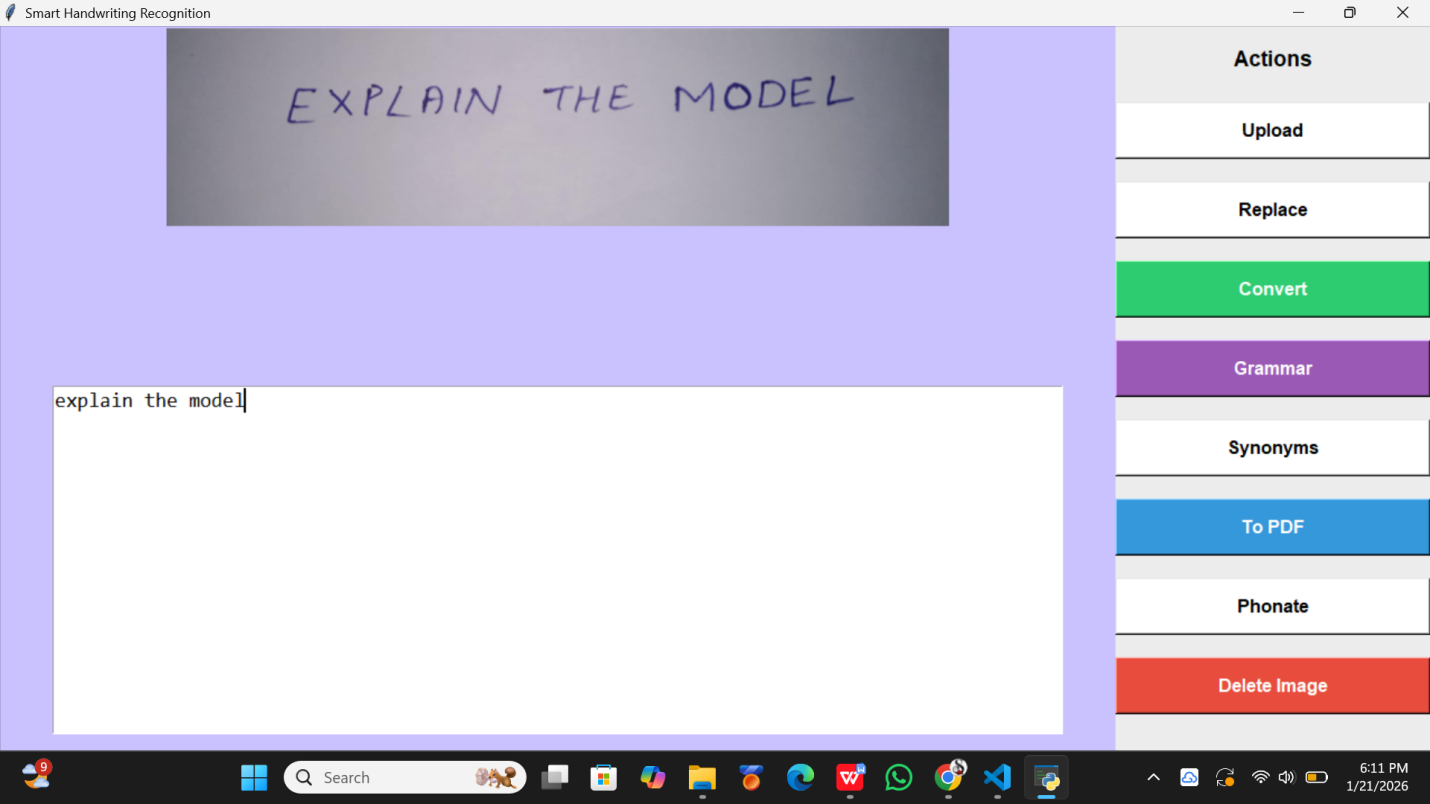 Smart Handwriting Recognition
EXPLAIN THE MODEL
explain the model
Actions
Upload
Replace
Convert
Grammar
Synonyms
To PDF
Phonate
Delete Image
9
Search
6:11 PM
1/21/2026